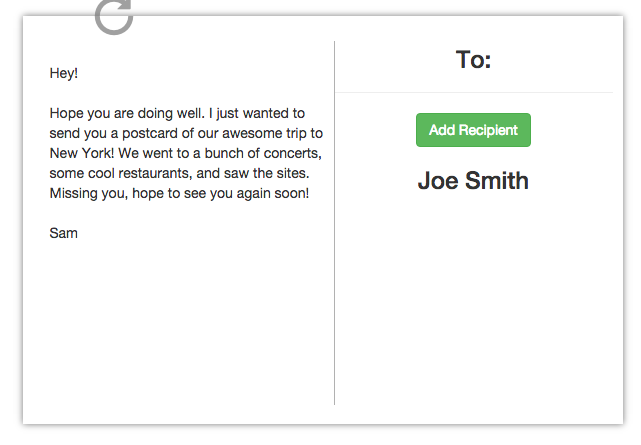 Hey!
Hope you are doing well. I just wanted to
send you a postcard of our awesome trip to
New York! We went to a bunch of concerts,
some cool restaurants, and saw the sites.
Missing you, hope to see you again soon!
Sam
To:
Add Recipient
Joe Smith